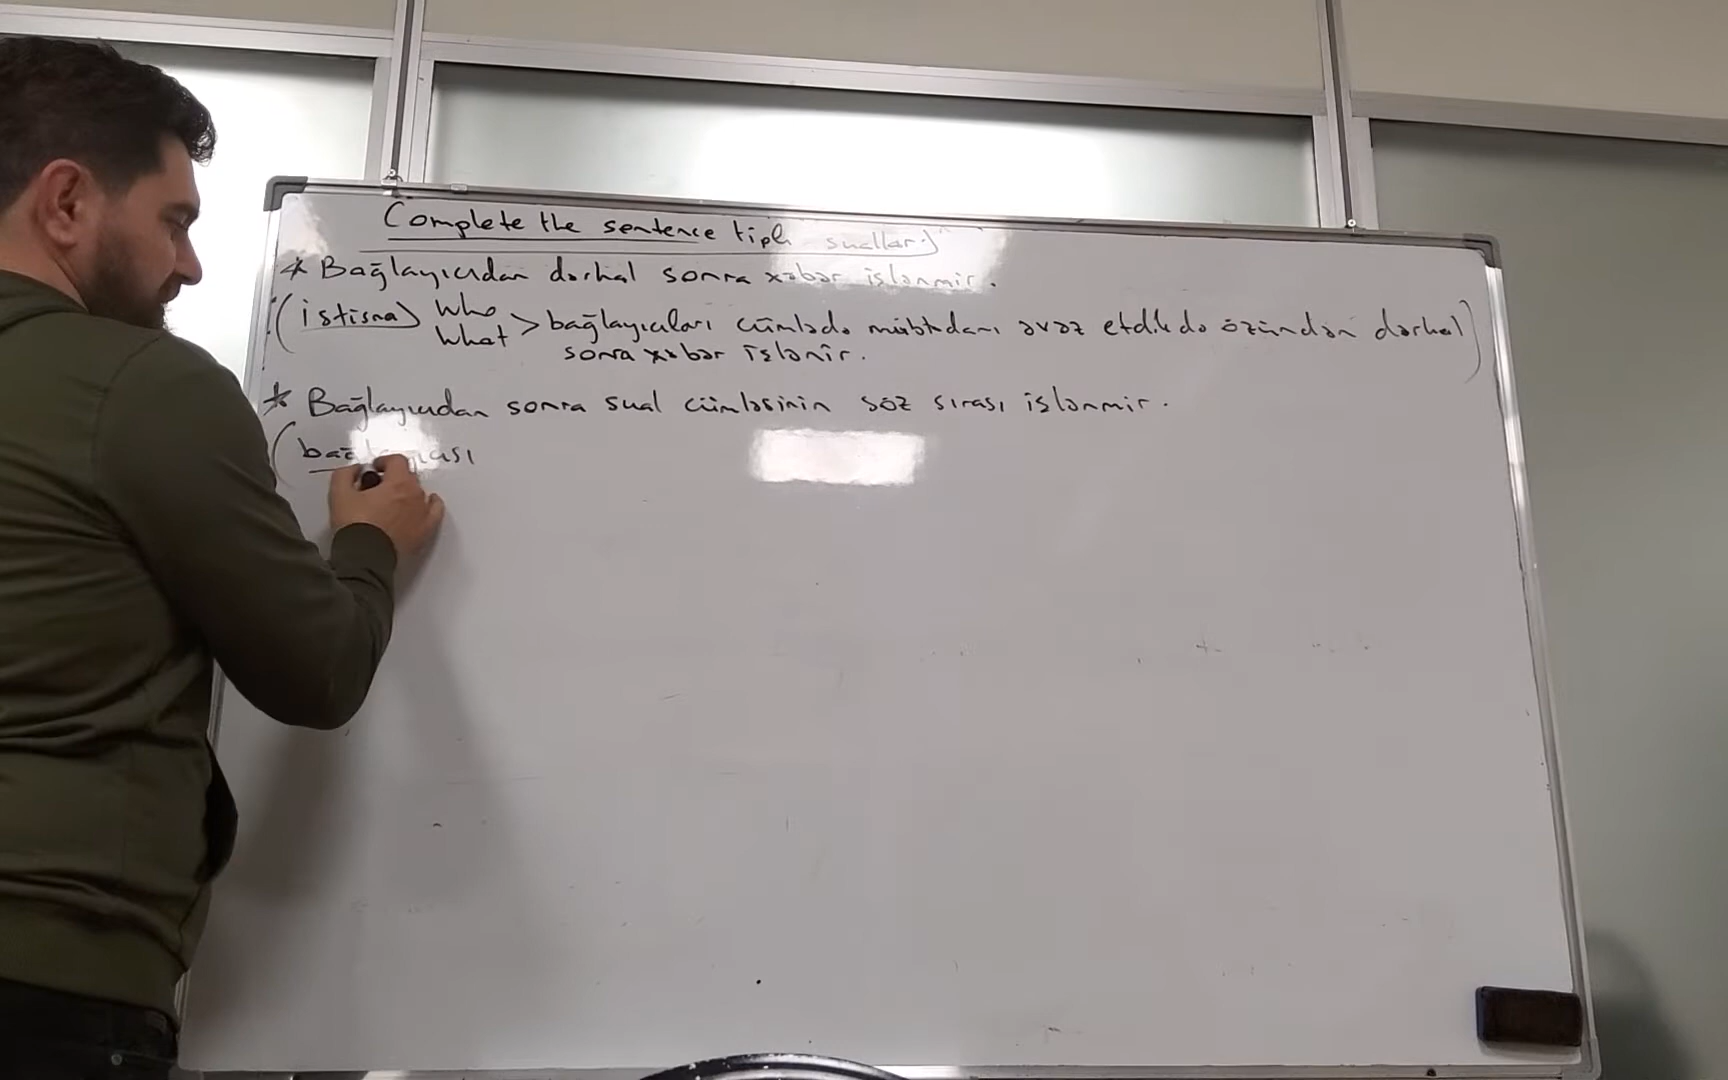 Complete the sentence tipli suallar
* Bağlayıcıdan dərhal sonra xəbər işlənmir.
(istisna) Who
What > bağlayıcıları cümlədə mübtədanı əvəz etdikdə özündən dərhal
sonra xəbər işlənir.)
* Bağlayıcıdan sonra sual cümləsinin söz sırası işlənmir.
(